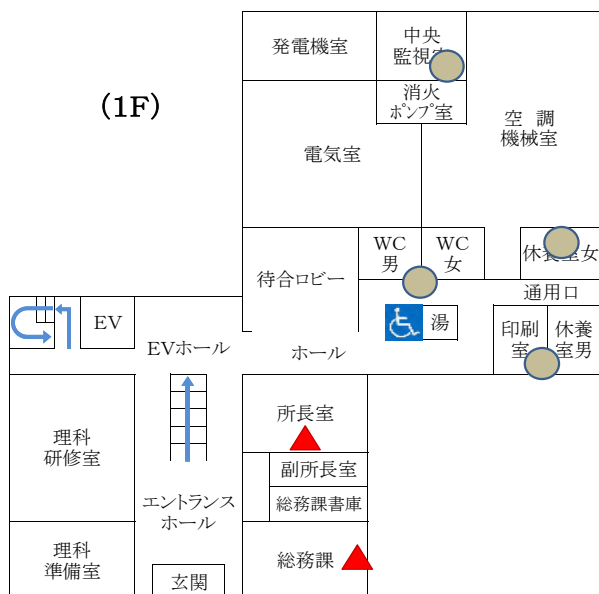 発電機室
中央
監視室
(1F)
消火
ポンプ室
空 調
機械室
電気室
WC
男
WC
女
休養室女
待合ロビー
通用口
EV
湯
印刷
室
休養
室男
EVホール
ホール
所長室
理科
研修室
副所長室
エントランス
ホール
総務課書庫
理科
準備室
総務課
玄関